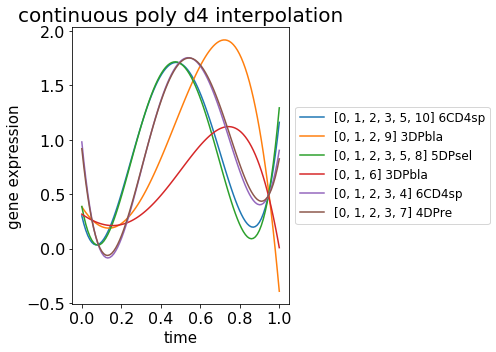 continuous poly d4 interpolation
2.0
1.5
1.0
0.5
0.0
−0.5
gene expression
0.0 0.2 0.4 0.6 0.8 1.0
time
[0, 1, 2, 3, 5, 10] 6CD4sp
[0, 1, 2, 9] 3DPbla
[0, 1, 2, 3, 5, 8] 5DPsel
[0, 1, 6] 3DPbla
[0, 1, 2, 3, 4] 6CD4sp
[0, 1, 2, 3, 7] 4DPre